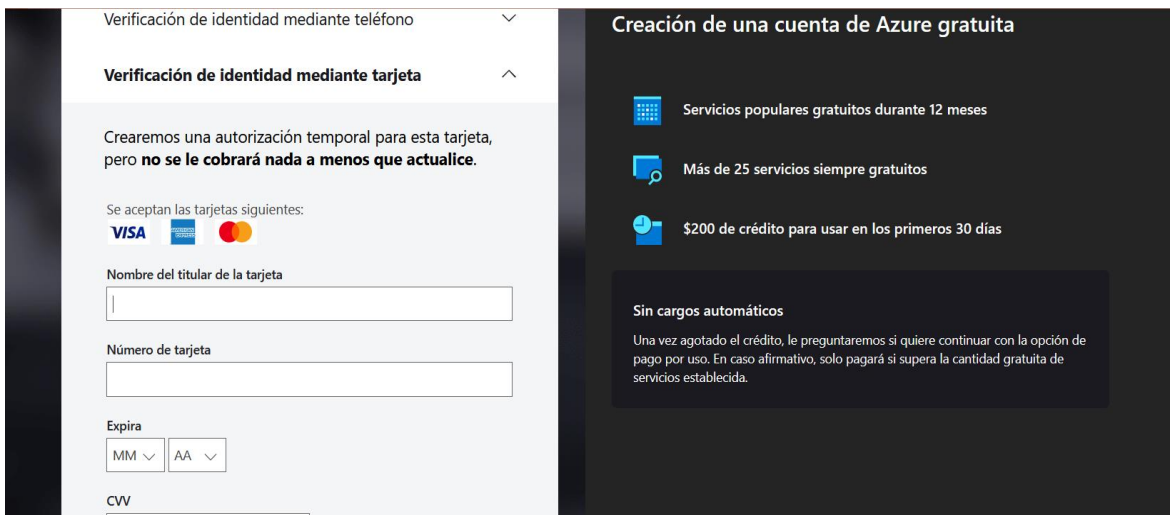 Verificación de identidad mediante teléfono
Verificación de identidad mediante tarjeta
Crearemos una autorización temporal para esta tarjeta,
pero no se le cobrará nada a menos que actualice.
Se aceptan las tarjetas siguientes:
VISA
Nombre del titular de la tarjeta
Número de tarjeta
Expira
MM
AA
CVV
Creación de una cuenta de Azure gratuita
Servicios populares gratuitos durante 12 meses
Más de 25 servicios siempre gratuitos
$200 de crédito para usar en los primeros 30 días
Sin cargos automáticos
Una vez agotado el crédito, le preguntaremos si quiere continuar con la opción de
pago por uso. En caso afirmativo, solo pagará si supera la cantidad gratuita de
servicios establecida.